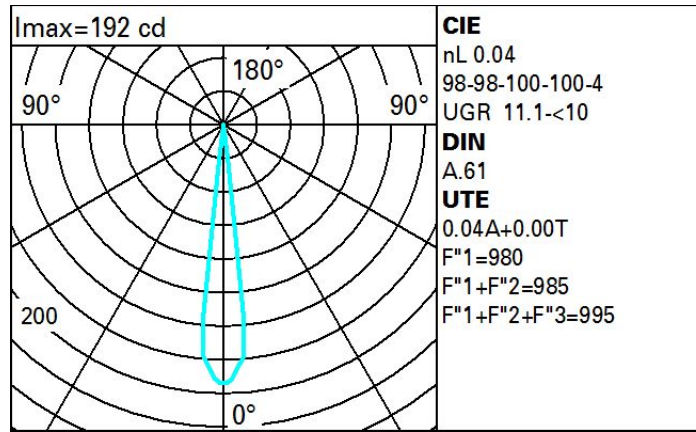 Imax=192 cd
180°
90° 90°
200
0°
CIE
nL 0.04
98-98-100-100-4
UGR 11.1-<10
DIN
A.61
UTE
0.04A+0.00T
F"1=980
F"1+F"2=985
F"1+F"2+F"3=995